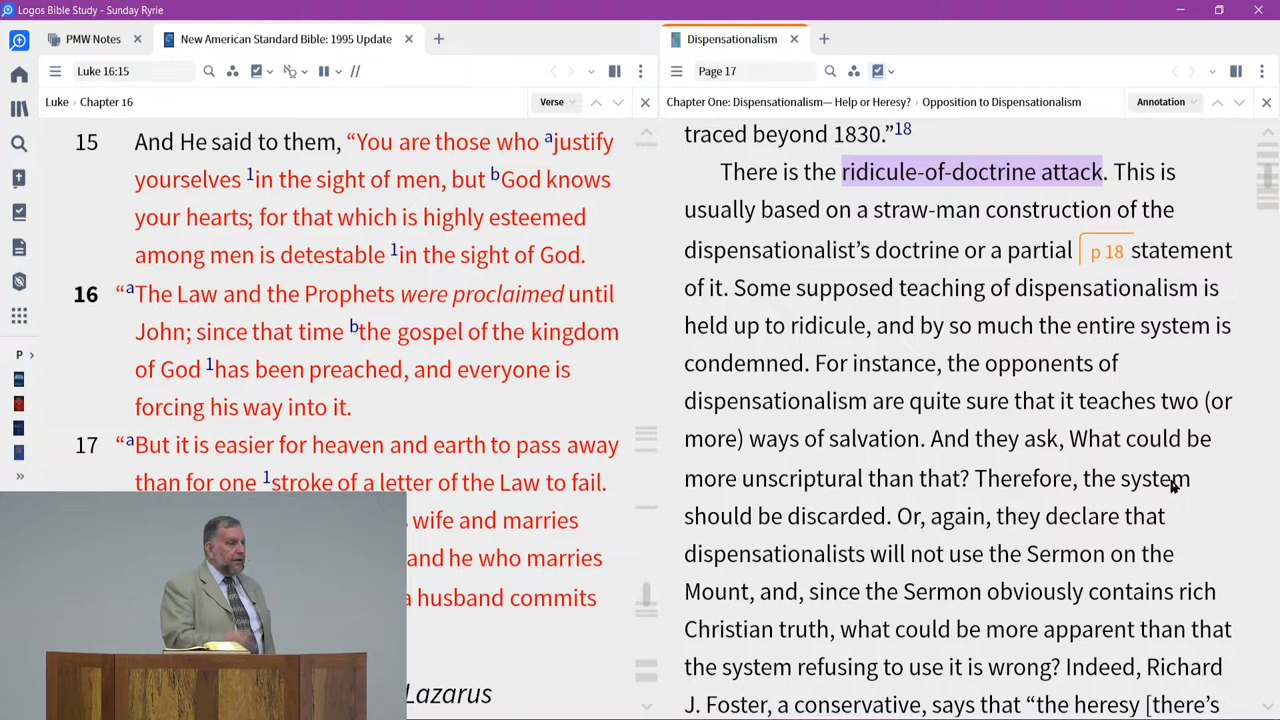 Logos Bible Study - Sunday Ryrie
PMW Notes
New American Standard Bible: 1995 Update
Luke 16:15
Luke › Chapter 16
Verse
15 And He said to them, “You are those who ajustify
yourselves 1in the sight of men, but bGod knows
your hearts; for that which is highly esteemed
among men is detestable 1in the sight of God.
16 “aThe Law and the Prophets were proclaimed until
John; since that time bthe gospel of the kingdom
of God 1has been preached, and everyone is
forcing his way into it.
17 “aBut it is easier for heaven and earth to pass away
than for one 1stroke of a letter of the Law to fail.
wife and marries
and he who marries
a husband commits
Lazarus
P
Dispensationalism
Page 17
Chapter One: Dispensationalism— Help or Heresy? › Opposition to Dispensationalism
Annotation
traced beyond 1830.”18
There is the ridicule-of-doctrine attack. This is
usually based on a straw-man construction of the
dispensationalist’s doctrine or a partial p 18 statement
of it. Some supposed teaching of dispensationalism is
held up to ridicule, and by so much the entire system is
condemned. For instance, the opponents of
dispensationalism are quite sure that it teaches two (or
more) ways of salvation. And they ask, What could be
more unscriptural than that? Therefore, the system
should be discarded. Or, again, they declare that
dispensationalists will not use the Sermon on the
Mount, and, since the Sermon obviously contains rich
Christian truth, what could be more apparent than that
the system refusing to use it is wrong? Indeed, Richard
J. Foster, a conservative, says that “the heresy [there’s